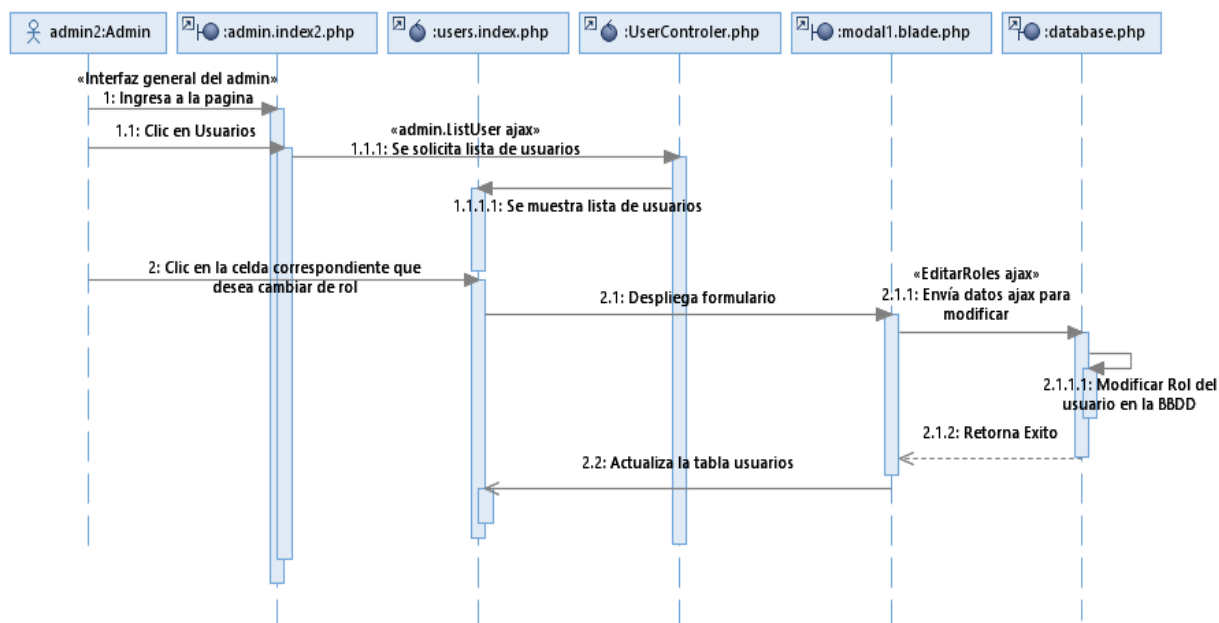 admin2:Admin
:admin.index2.php
:users.index.php
:UserControler.php
:modal1.blade.php
:database.php
«Interfaz general del admin»
1: Ingresa a la pagina
1.1: Clic en Usuarios
«admin.ListUser ajax»
1.1.1: Se solicita lista de usuarios
1.1.1.1: Se muestra lista de usuarios
2: Clic en la celda correspondiente que
desea cambiar de rol
«EditarRoles ajax»
2.1: Despliega formulario
2.1.1: Envía datos ajax para
modificar
2.1.1.1: Modificar Rol del
usuario en la BBDD
2.1.2: Retorna Exito
2.2: Actualiza la tabla usuarios